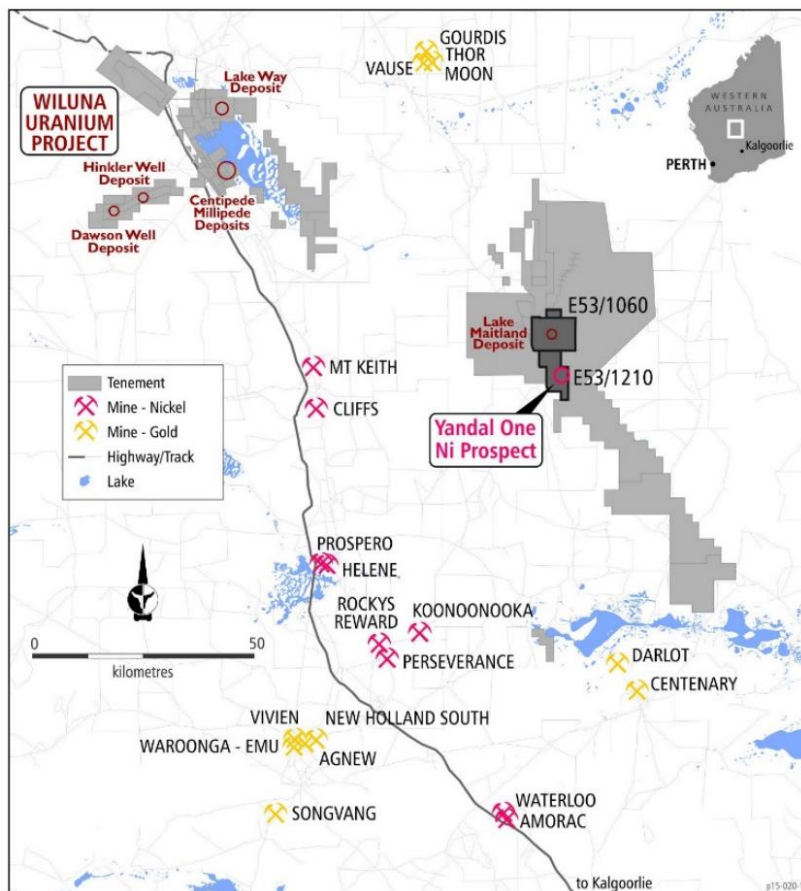 GOURDIS
THOR
VAUSE
MOON
Lake Way
Deposit
WILUNA
URANIUM
PROJECT
Hinkler Well
Deposit
Centipede
Millipede
Deposits
Dawson Well
Deposit
WESTERN
AUSTRALIA
Kalgoorlie
PERTH
E53/1060
Lake
Maitland
Deposit
E53/1210
Yandal One
Ni Prospect
MT KEITH
CLIFFS
LEGEND
Tenement
Mine - Nickel
Mine - Gold
Highway/Track
Lake
PROSPERO
HELENE
ROCKYS
REWARD
KOONOONOOKA
PERSEVERANCE
0
50
kilometres
DARLOT
CENTENARY
VIVIEN
NEW HOLLAND SOUTH
WAROONGA - EMU
AGNEW
SONGVANG
WATERLOO
AMORAC
to Kalgoorlie
p15-020